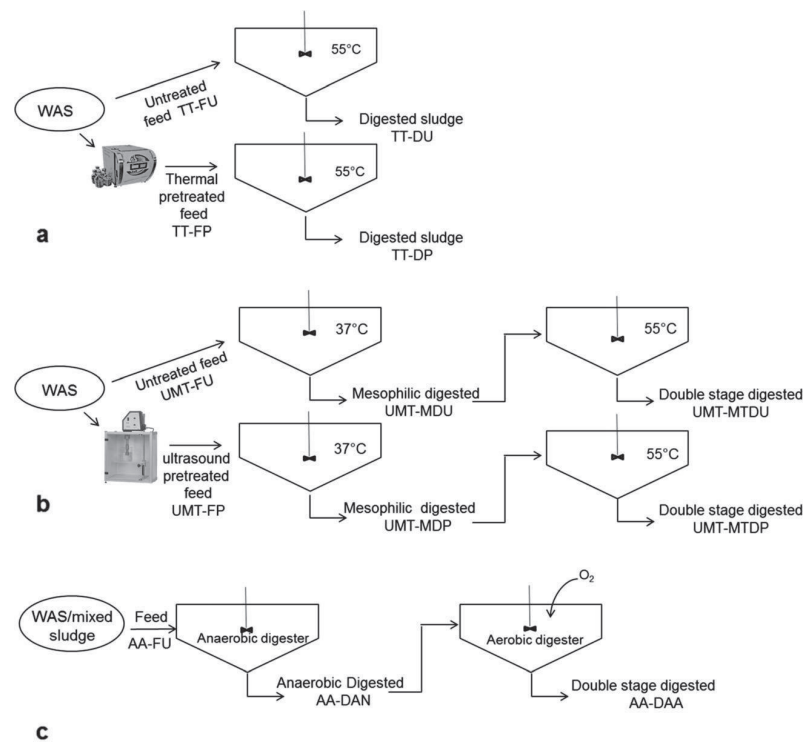 55°C
WAS
Untreated
feed TT-FU
Digested sludge
TT-DU
55°C
Thermal
pretreated
feed
TT-FP
a
Digested sludge
TT-DP
37°C
55°C
WAS
Untreated feed
UMT-FU
Mesophilic digested
UMT-MDU
Double stage digested
UMT-MTDU
37°C
55°C
ultrasound
pretreated
feed
UMT-FP
b
Mesophilic digested
UMT-MDP
Double stage digested
UMT-MTDP
O2
WAS/mixed
sludge
Feed
AA-FU
Anaerobic digester
Aerobic digester
Anaerobic Digested
AA-DAN
Double stage digested
AA-DAA
c